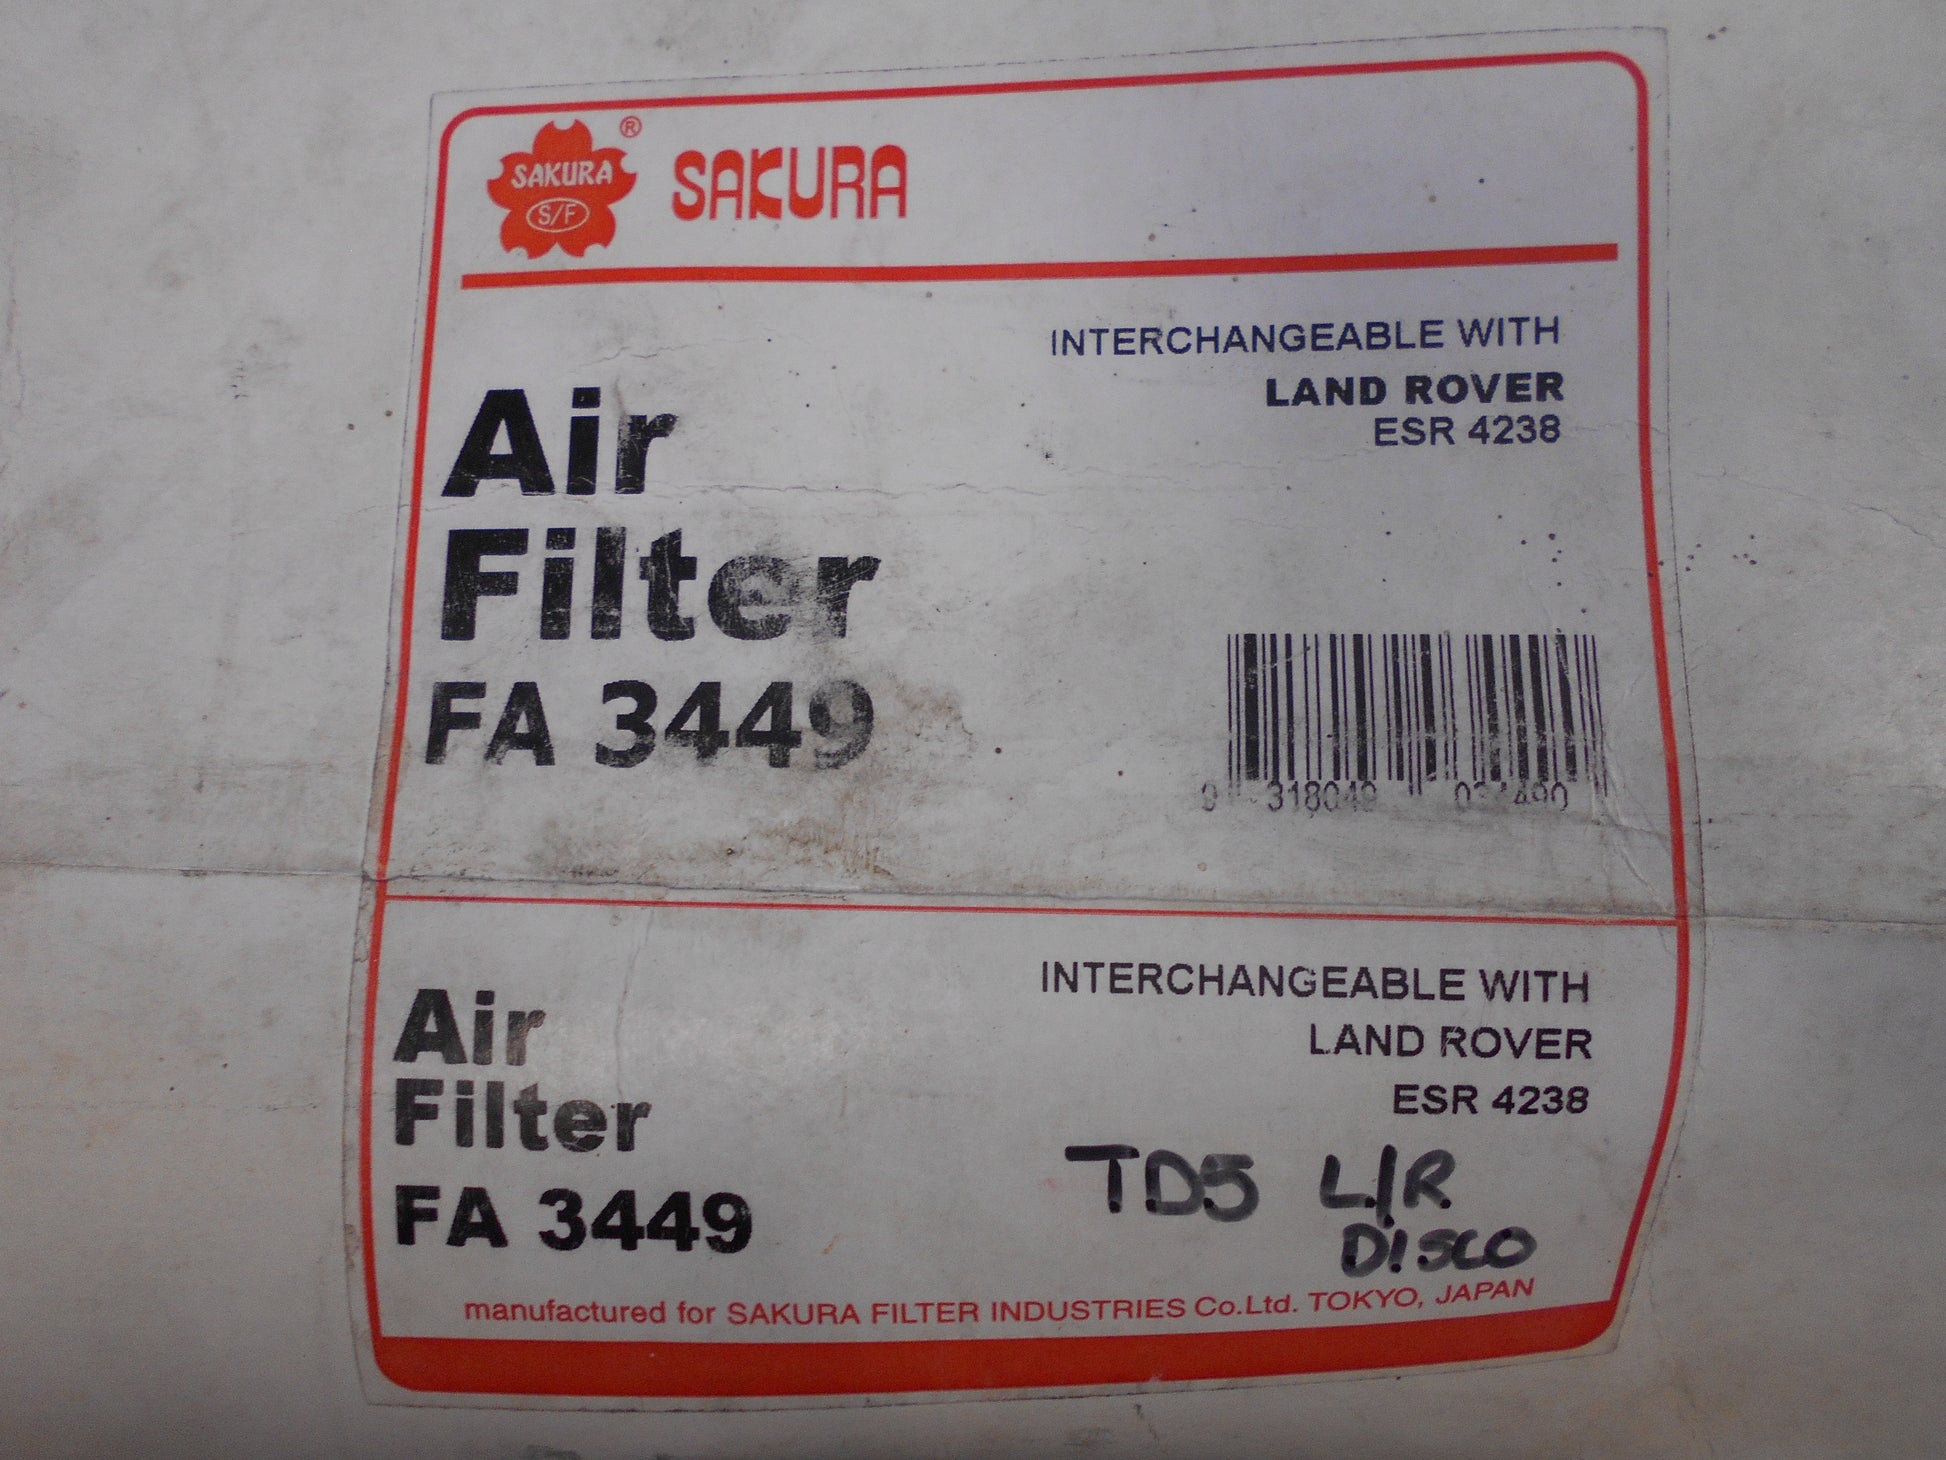 SAKURA ®
S/F
SAKURA
INTERCHANGEABLE WITH
LAND ROVER
ESR 4238
Air
Filter
FA 3449
INTERCHANGEABLE WITH
LAND ROVER
ESR 4238
Air
Filter
FA 3449
TD5 L/R
DISCO
manufactured for SAKURA FILTER INDUSTRIES Co.Ltd. TOKYO, JAPAN